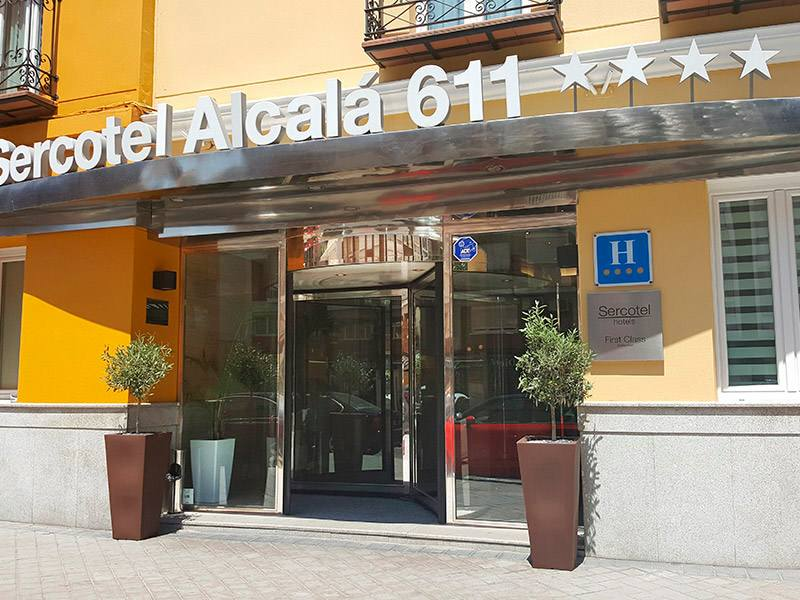 Sercotel Alcalá 611
H
Sercotel
hotels
First Class